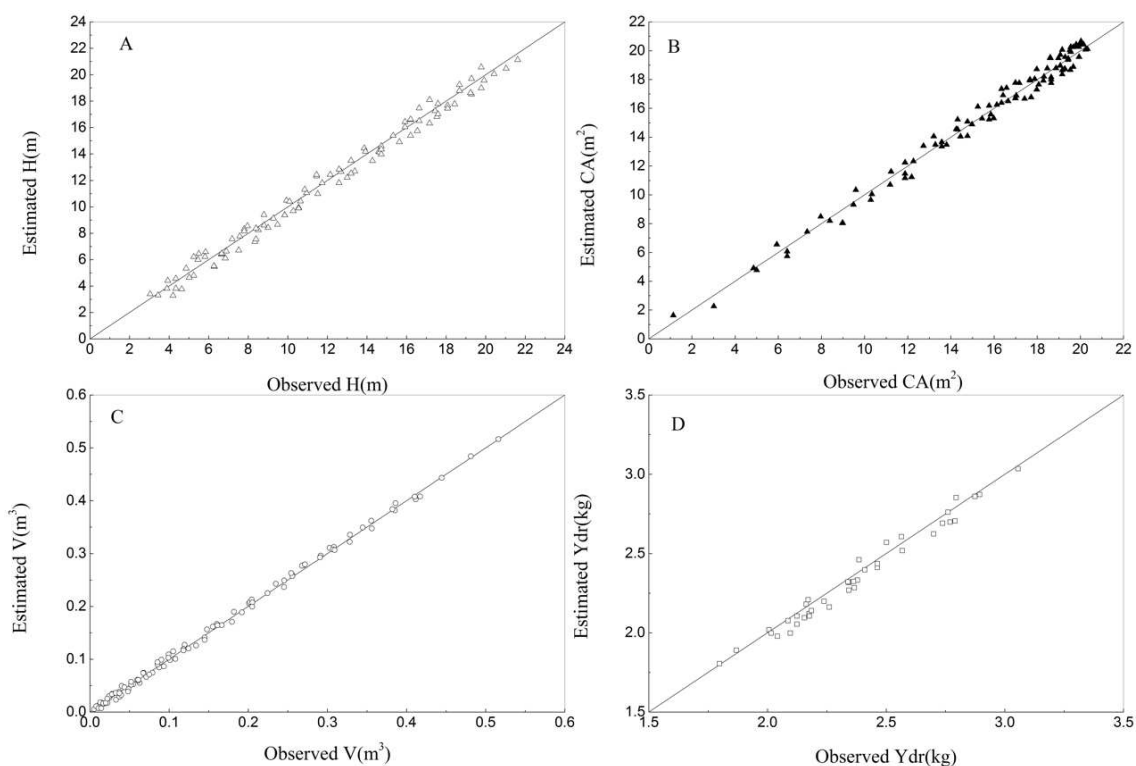 A
Estimated H(m)
24
22
20
18
16
14
12
10
8
6
4
2
0
0 2 4 6 8 10 12 14 16 18 20 22 24
Observed H(m)
B
Estimated CA(m²)
22
20
18
16
14
12
10
8
6
4
2
0
0 2 4 6 8 10 12 14 16 18 20 22
Observed CA(m²)
C
Estimated V(m³)
0.6
0.5
0.4
0.3
0.2
0.1
0.0
0.0 0.1 0.2 0.3 0.4 0.5 0.6
Observed V(m³)
D
Estimated Ydr(kg)
3.5
3.0
2.5
2.0
1.5
1.5 2.0 2.5 3.0 3.5
Observed Ydr(kg)